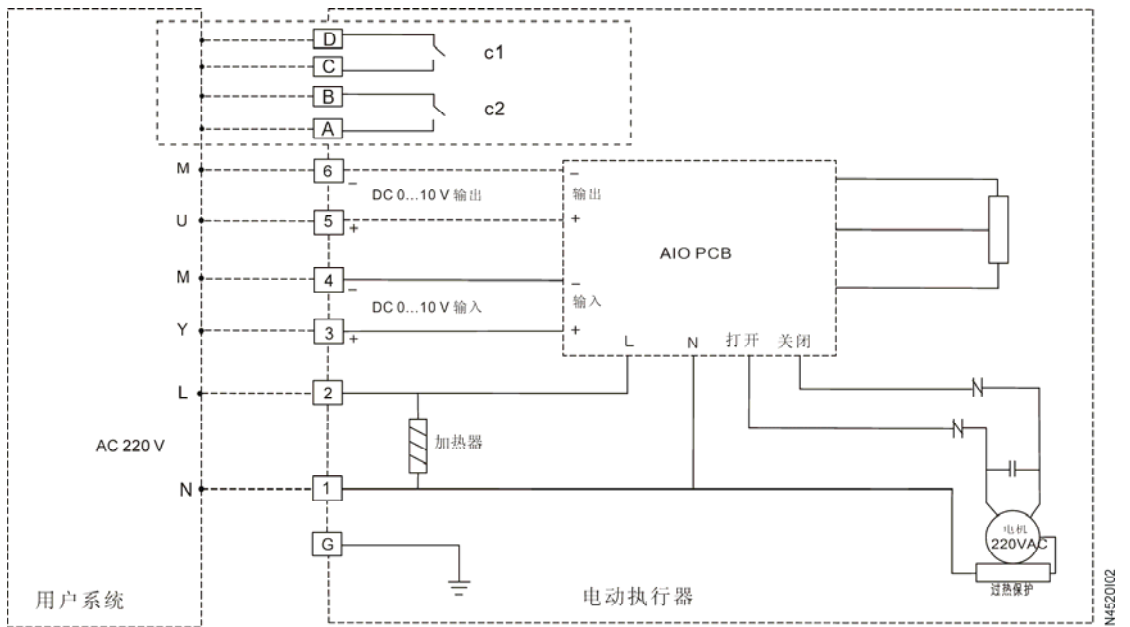 D
C
c1
B
A
c2
M
6
−
−
DC 0...10 V 输出
输出
U
5
+
+
AIO PCB
M
4
−
−
DC 0...10 V 输入
输入
Y
3
+
+
L
N
打开
关闭
L
2
AC 220 V
加热器
N
1
G
电机
220VAC
过热保护
用户系统
电动执行器
N4520I02